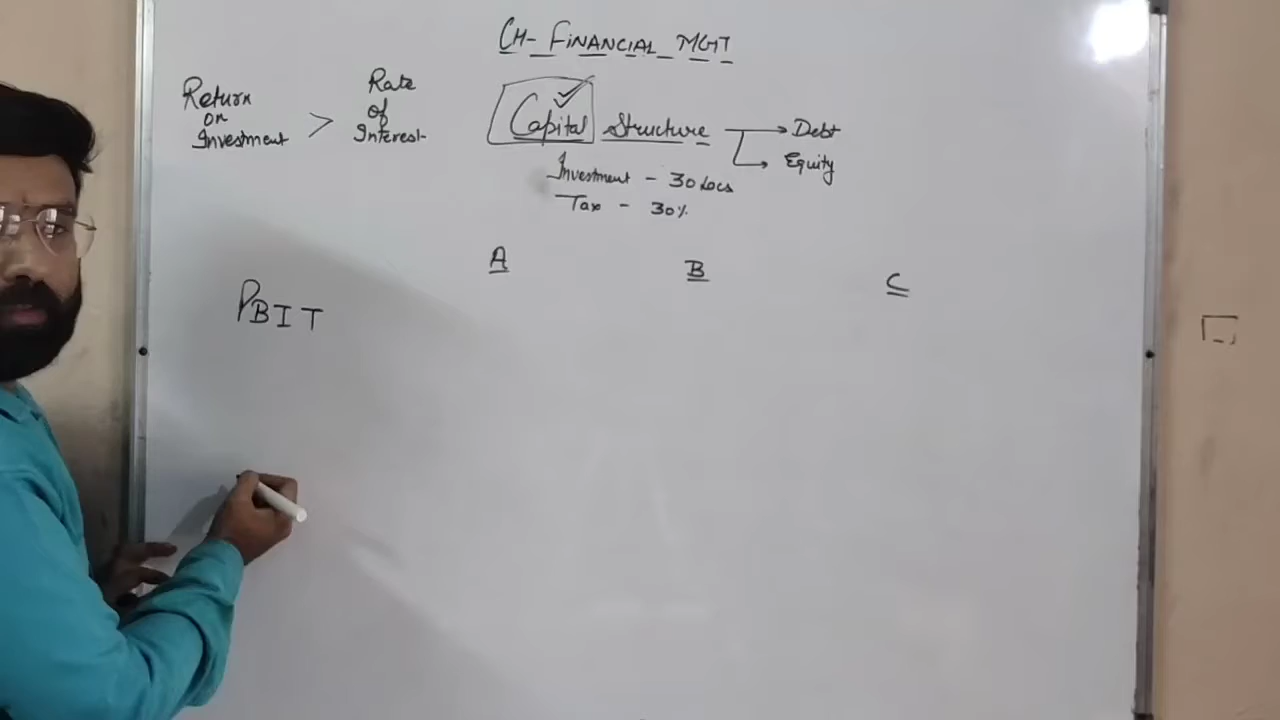 CH- FINANCIAL MGT
Return on Investment > Rate of Interest
Capital Structure → Debt
→ Equity
Investment - 30 Lacs
Tax - 30%
A B C
PBIT